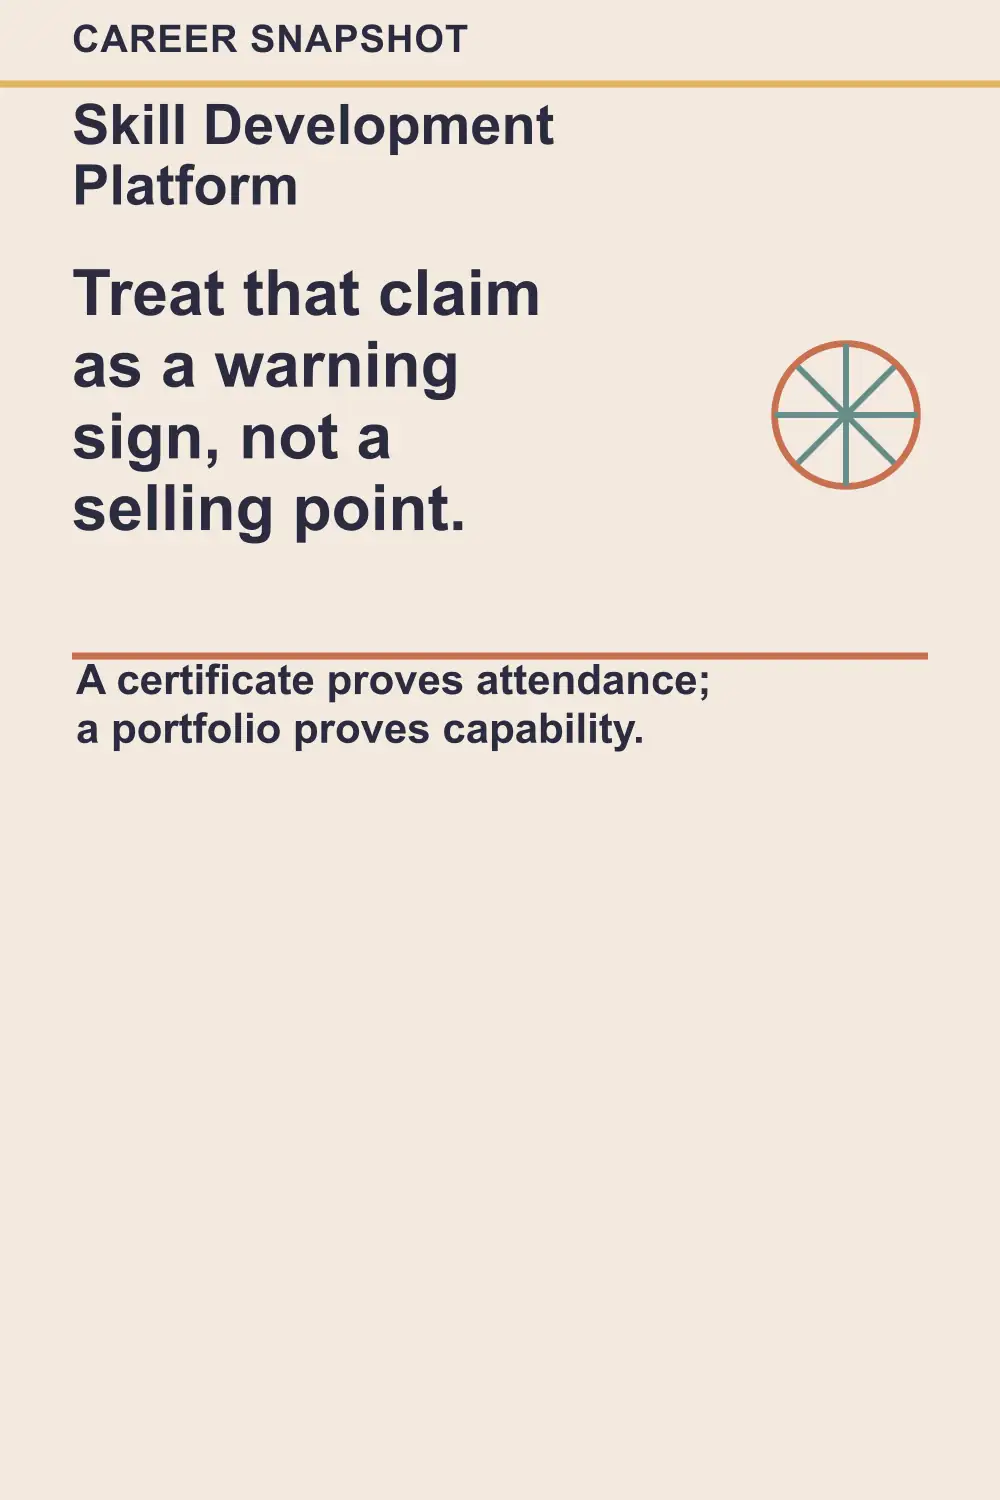 CAREER SNAPSHOT
Skill Development
Platform
Treat that claim
as a warning
sign, not a
selling point.
A certificate proves attendance;
a portfolio proves capability.